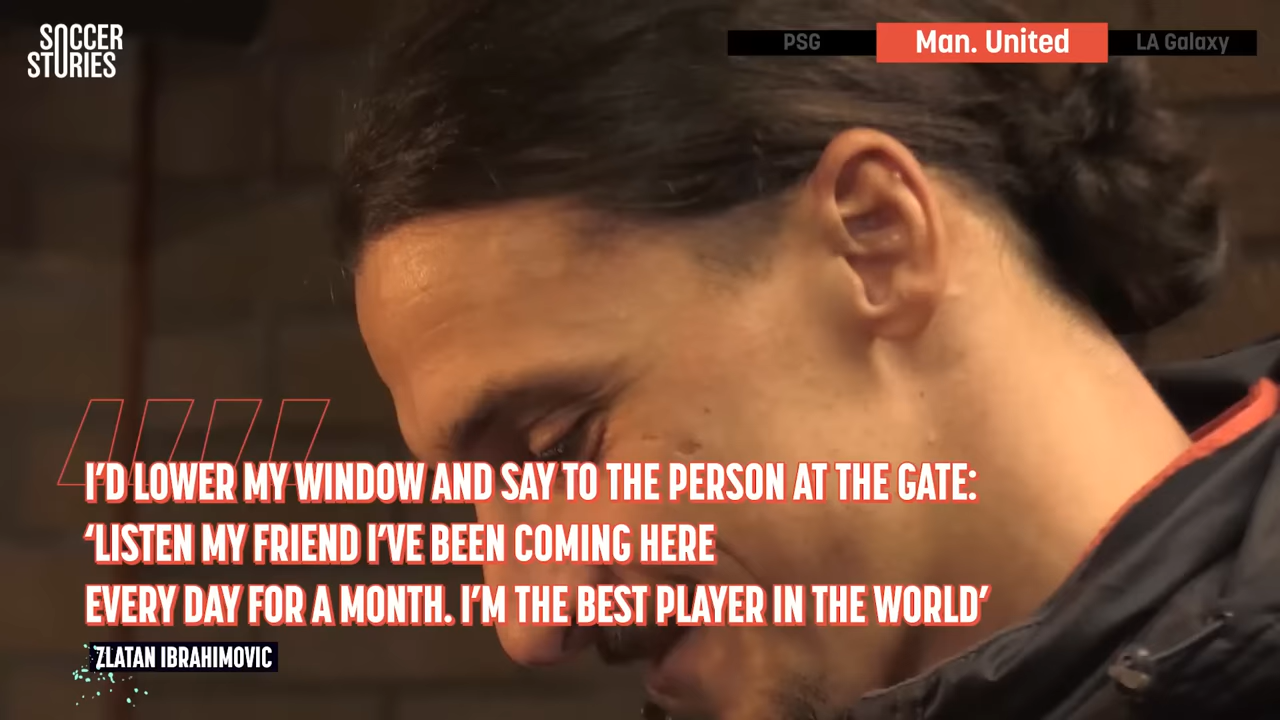 SOCCER
STORIES
PSG
Man. United
LA Galaxy
I'D LOWER MY WINDOW AND SAY TO THE PERSON AT THE GATE:
‘LISTEN MY FRIEND I'VE BEEN COMING HERE
EVERY DAY FOR A MONTH. I'M THE BEST PLAYER IN THE WORLD’
ZLATAN IBRAHIMOVIC